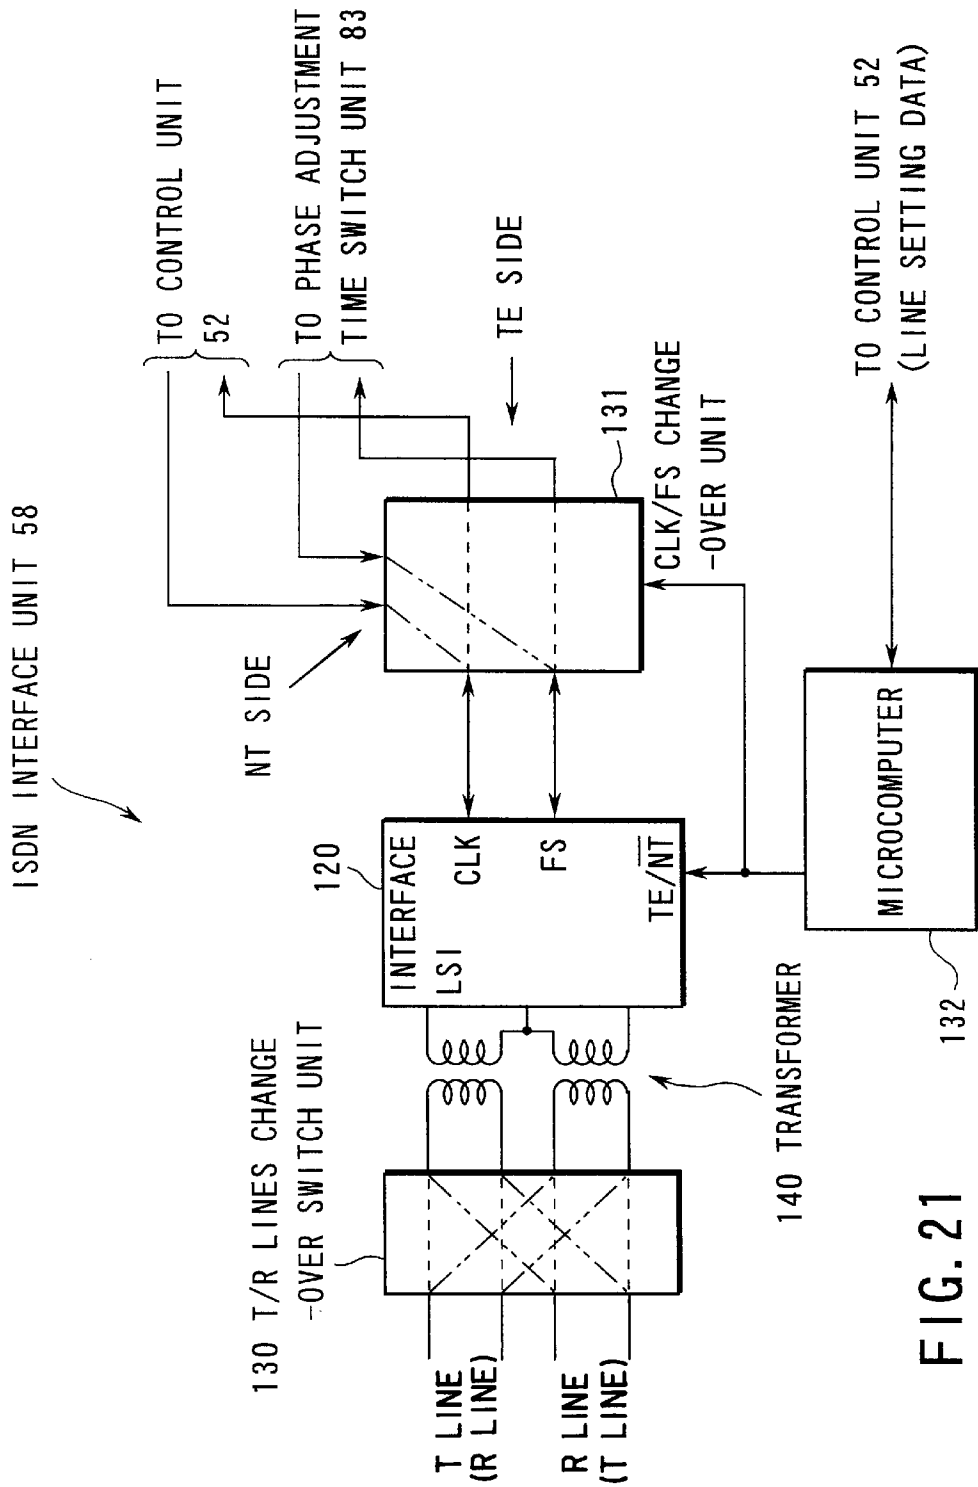 ISDN INTERFACE UNIT 58
TO CONTROL UNIT
52
TO PHASE ADJUSTMENT
TIME SWITCH UNIT 83
NT SIDE
TE SIDE
130 T/R LINES CHANGE
-OVER SWITCH UNIT
120
INTERFACE
LSI
CLK
FS
TE/N̅T̅
131
CLK/FS CHANGE
-OVER UNIT
T LINE
(R LINE)
R LINE
(T LINE)
140 TRANSFORMER
MICROCOMPUTER
132
TO CONTROL UNIT 52
(LINE SETTING DATA)
FIG. 21